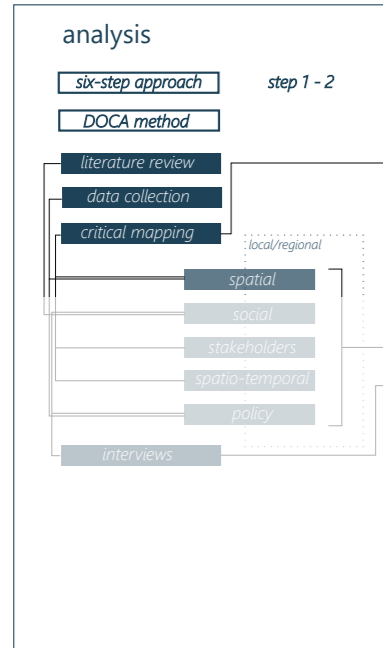 analysis
six-step approach step 1 - 2
DOCA method
literature review
data collection
critical mapping
local/regional
spatial
social
stakeholders
spatio-temporal
policy
interviews